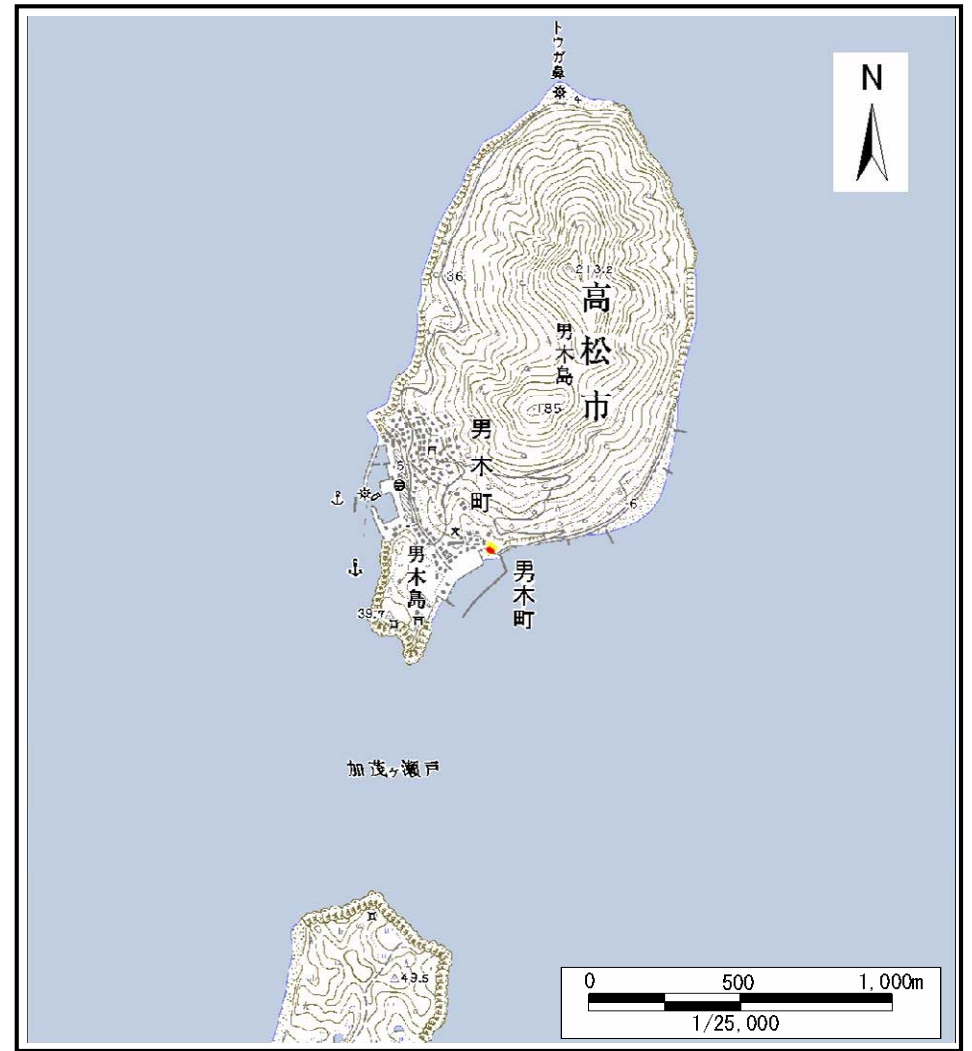 トウガ鼻
N
213.2
36
高松市
男木島
185
男木町
5
6
男木島
男木町
39.7
加茂ヶ瀬戸
49.5
0 500 1,000m
1/25,000